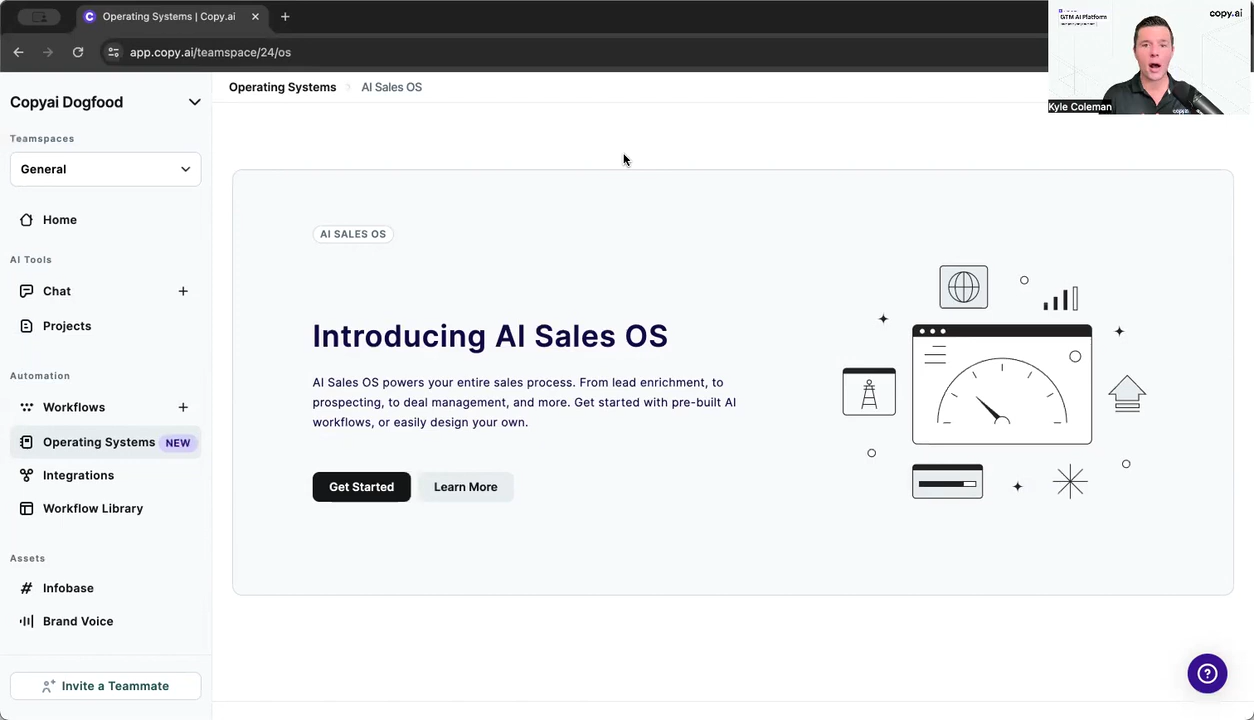 Operating Systems | Copy.ai
app.copy.ai/teamspace/24/os
GTM AI Platform
copy.ai
Kyle Coleman
Copyai Dogfood
Teamspaces
General
Home
AI Tools
Chat
Projects
Automation
Workflows
Operating Systems NEW
Integrations
Workflow Library
Assets
Infobase
Brand Voice
Invite a Teammate
Operating Systems
AI Sales OS
AI SALES OS
Introducing AI Sales OS
AI Sales OS powers your entire sales process. From lead enrichment, to
prospecting, to deal management, and more. Get started with pre-built AI
workflows, or easily design your own.
Get Started
Learn More